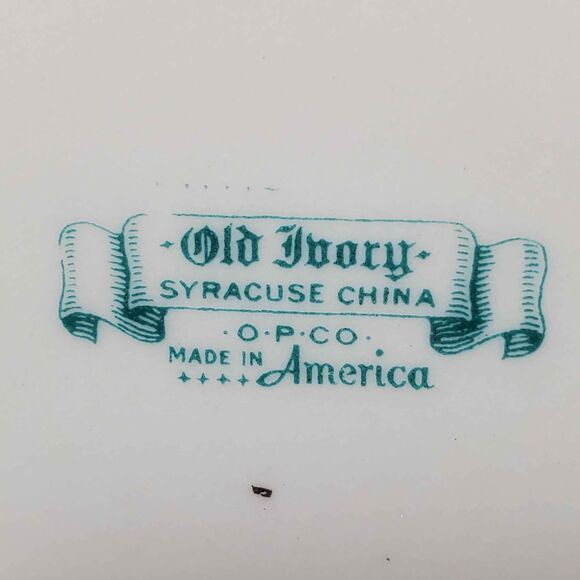 ·Old Ivory·
SYRACUSE CHINA
·O·P·CO·
MADE IN America